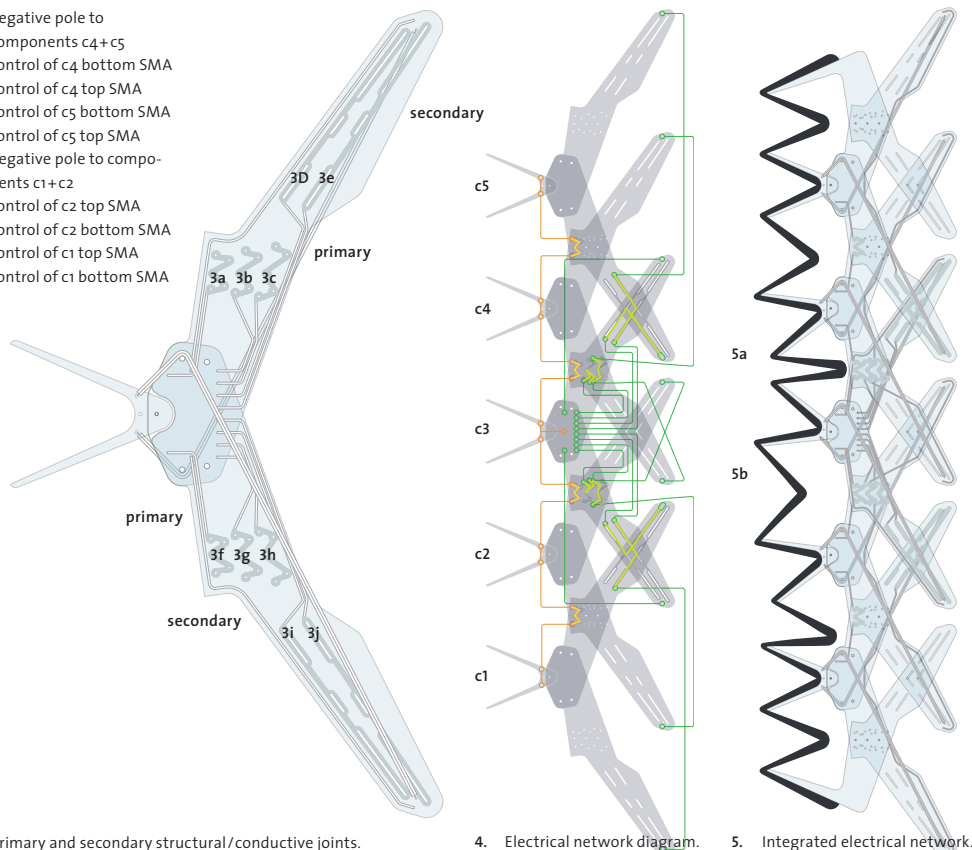 egative pole to
omponents c4+c5
ontrol of c4 bottom SMA
ontrol of c4 top SMA
ontrol of c5 bottom SMA
ontrol of c5 top SMA
egative pole to compo-
ents c1+c2
ontrol of c2 top SMA
ontrol of c2 bottom SMA
ontrol of c1 top SMA
ontrol of c1 bottom SMA
secondary
3D 3e
primary
3a 3b 3c
primary
3f 3g 3h
secondary
3i 3j
rimary and secondary structural/conductive joints.
c5
c4
c3
c2
c1
4. Electrical network diagram.
5a
5b
5. Integrated electrical network.